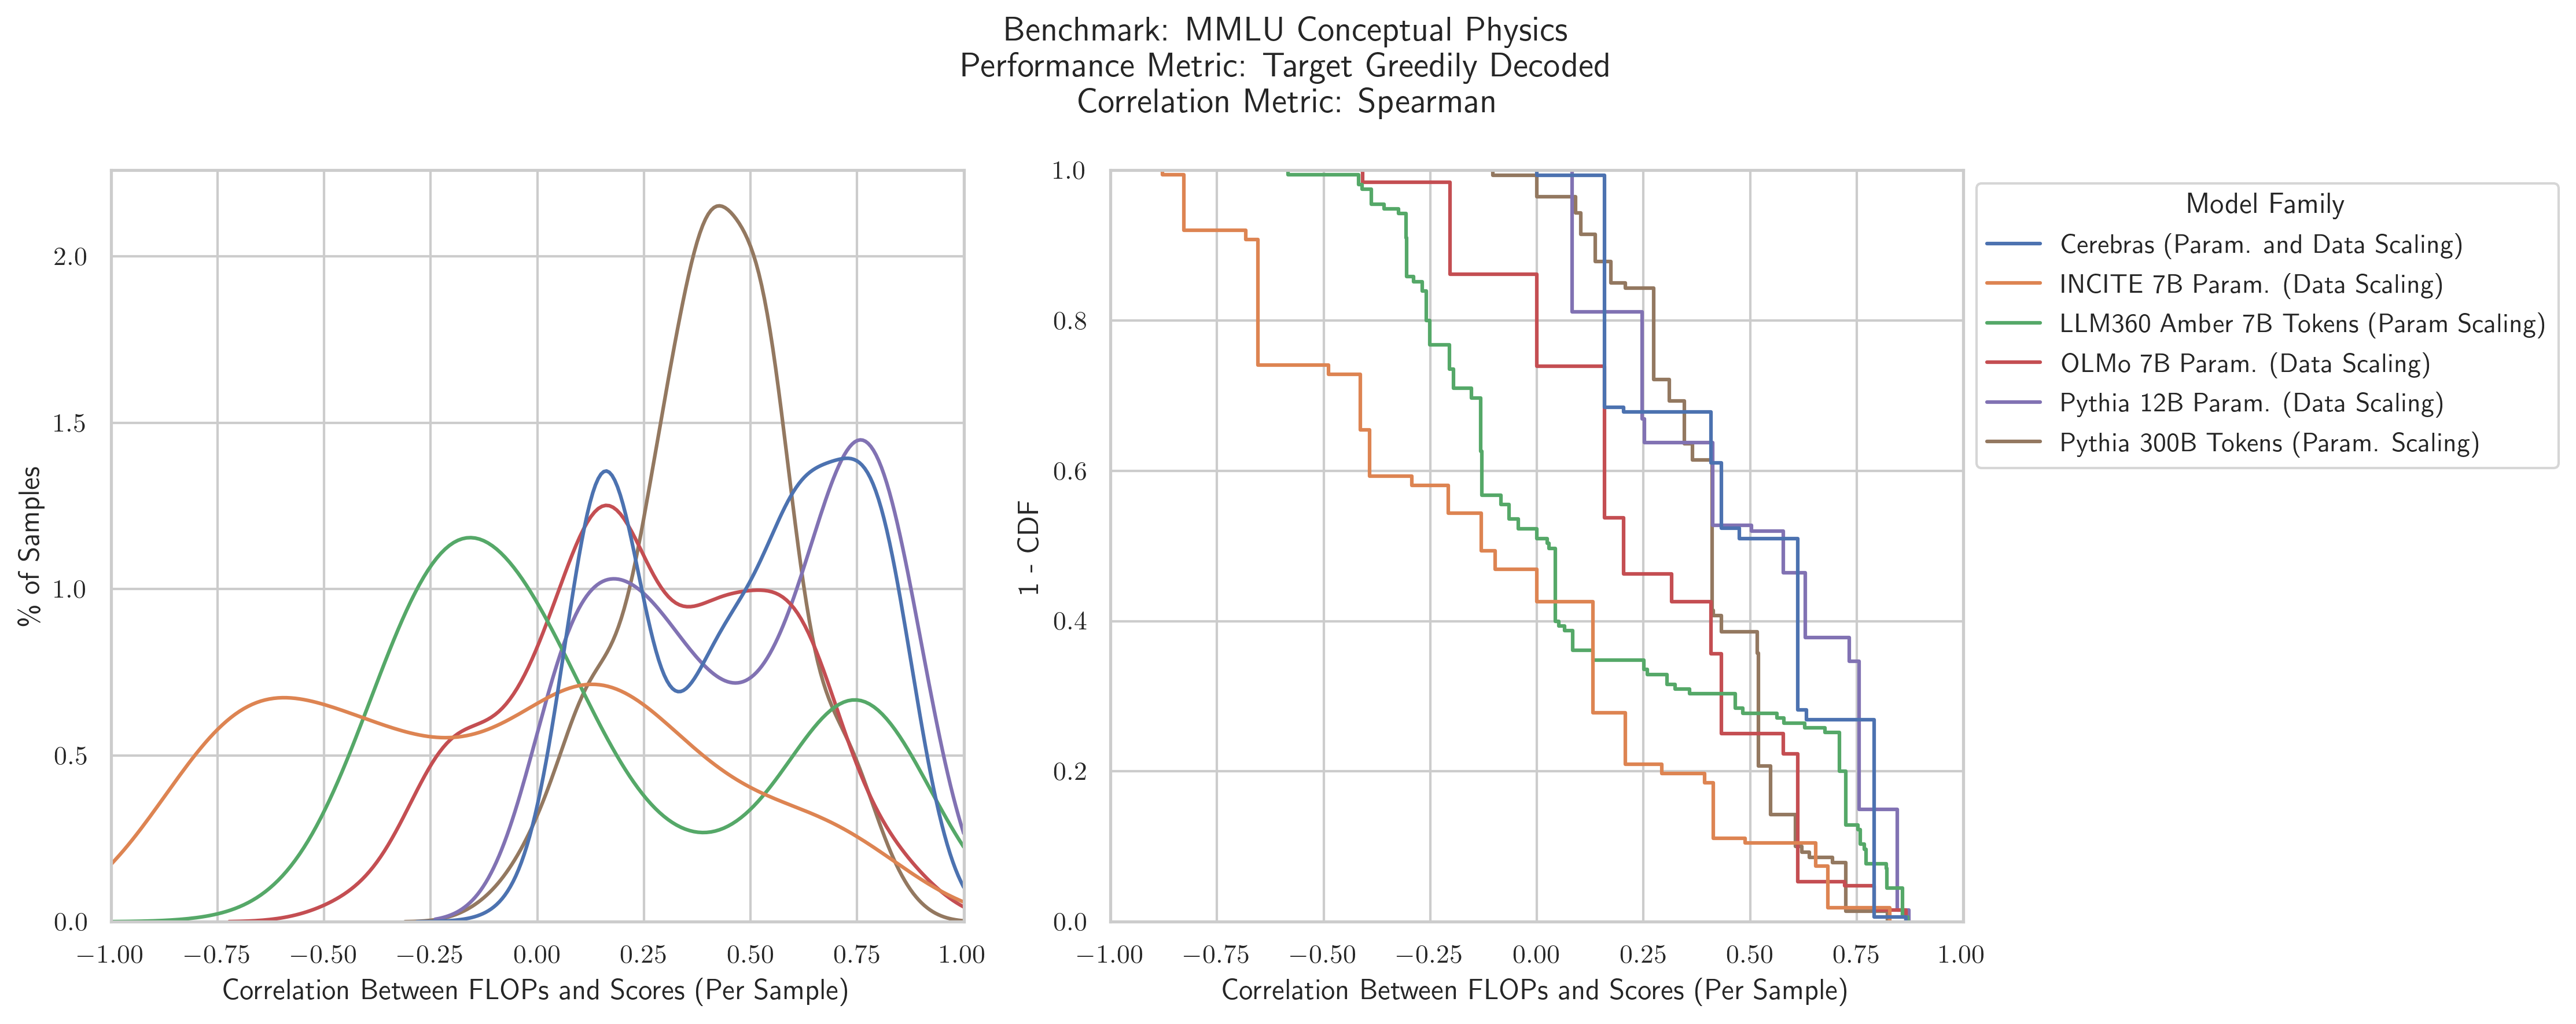 Benchmark: MMLU Conceptual Physics
Performance Metric: Target Greedily Decoded
Correlation Metric: Spearman
% of Samples
2.0
1.5
1.0
0.5
0.0
−1.00 −0.75 −0.50 −0.25 0.00 0.25 0.50 0.75 1.00
Correlation Between FLOPs and Scores (Per Sample)
1 - CDF
1.0
0.8
0.6
0.4
0.2
0.0
−1.00 −0.75 −0.50 −0.25 0.00 0.25 0.50 0.75 1.00
Correlation Between FLOPs and Scores (Per Sample)
Model Family
Cerebras (Param. and Data Scaling)
INCITE 7B Param. (Data Scaling)
LLM360 Amber 7B Tokens (Param Scaling)
OLMo 7B Param. (Data Scaling)
Pythia 12B Param. (Data Scaling)
Pythia 300B Tokens (Param. Scaling)